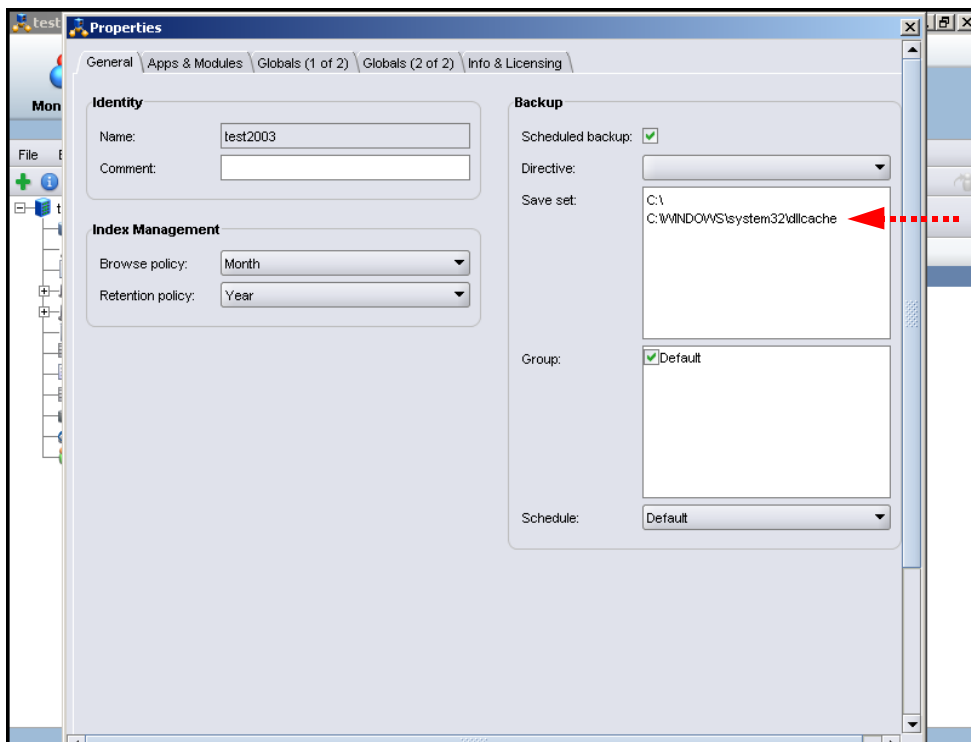 test
Properties
General
Apps & Modules
Globals (1 of 2)
Globals (2 of 2)
Info & Licensing
Mon
File
Identity
Name:
test2003
Comment:
Index Management
Browse policy:
Month
Retention policy:
Year
Backup
Scheduled backup:
Directive:
Save set:
C:\
C:\WINDOWS\system32\dllcache
Group:
Default
Schedule:
Default